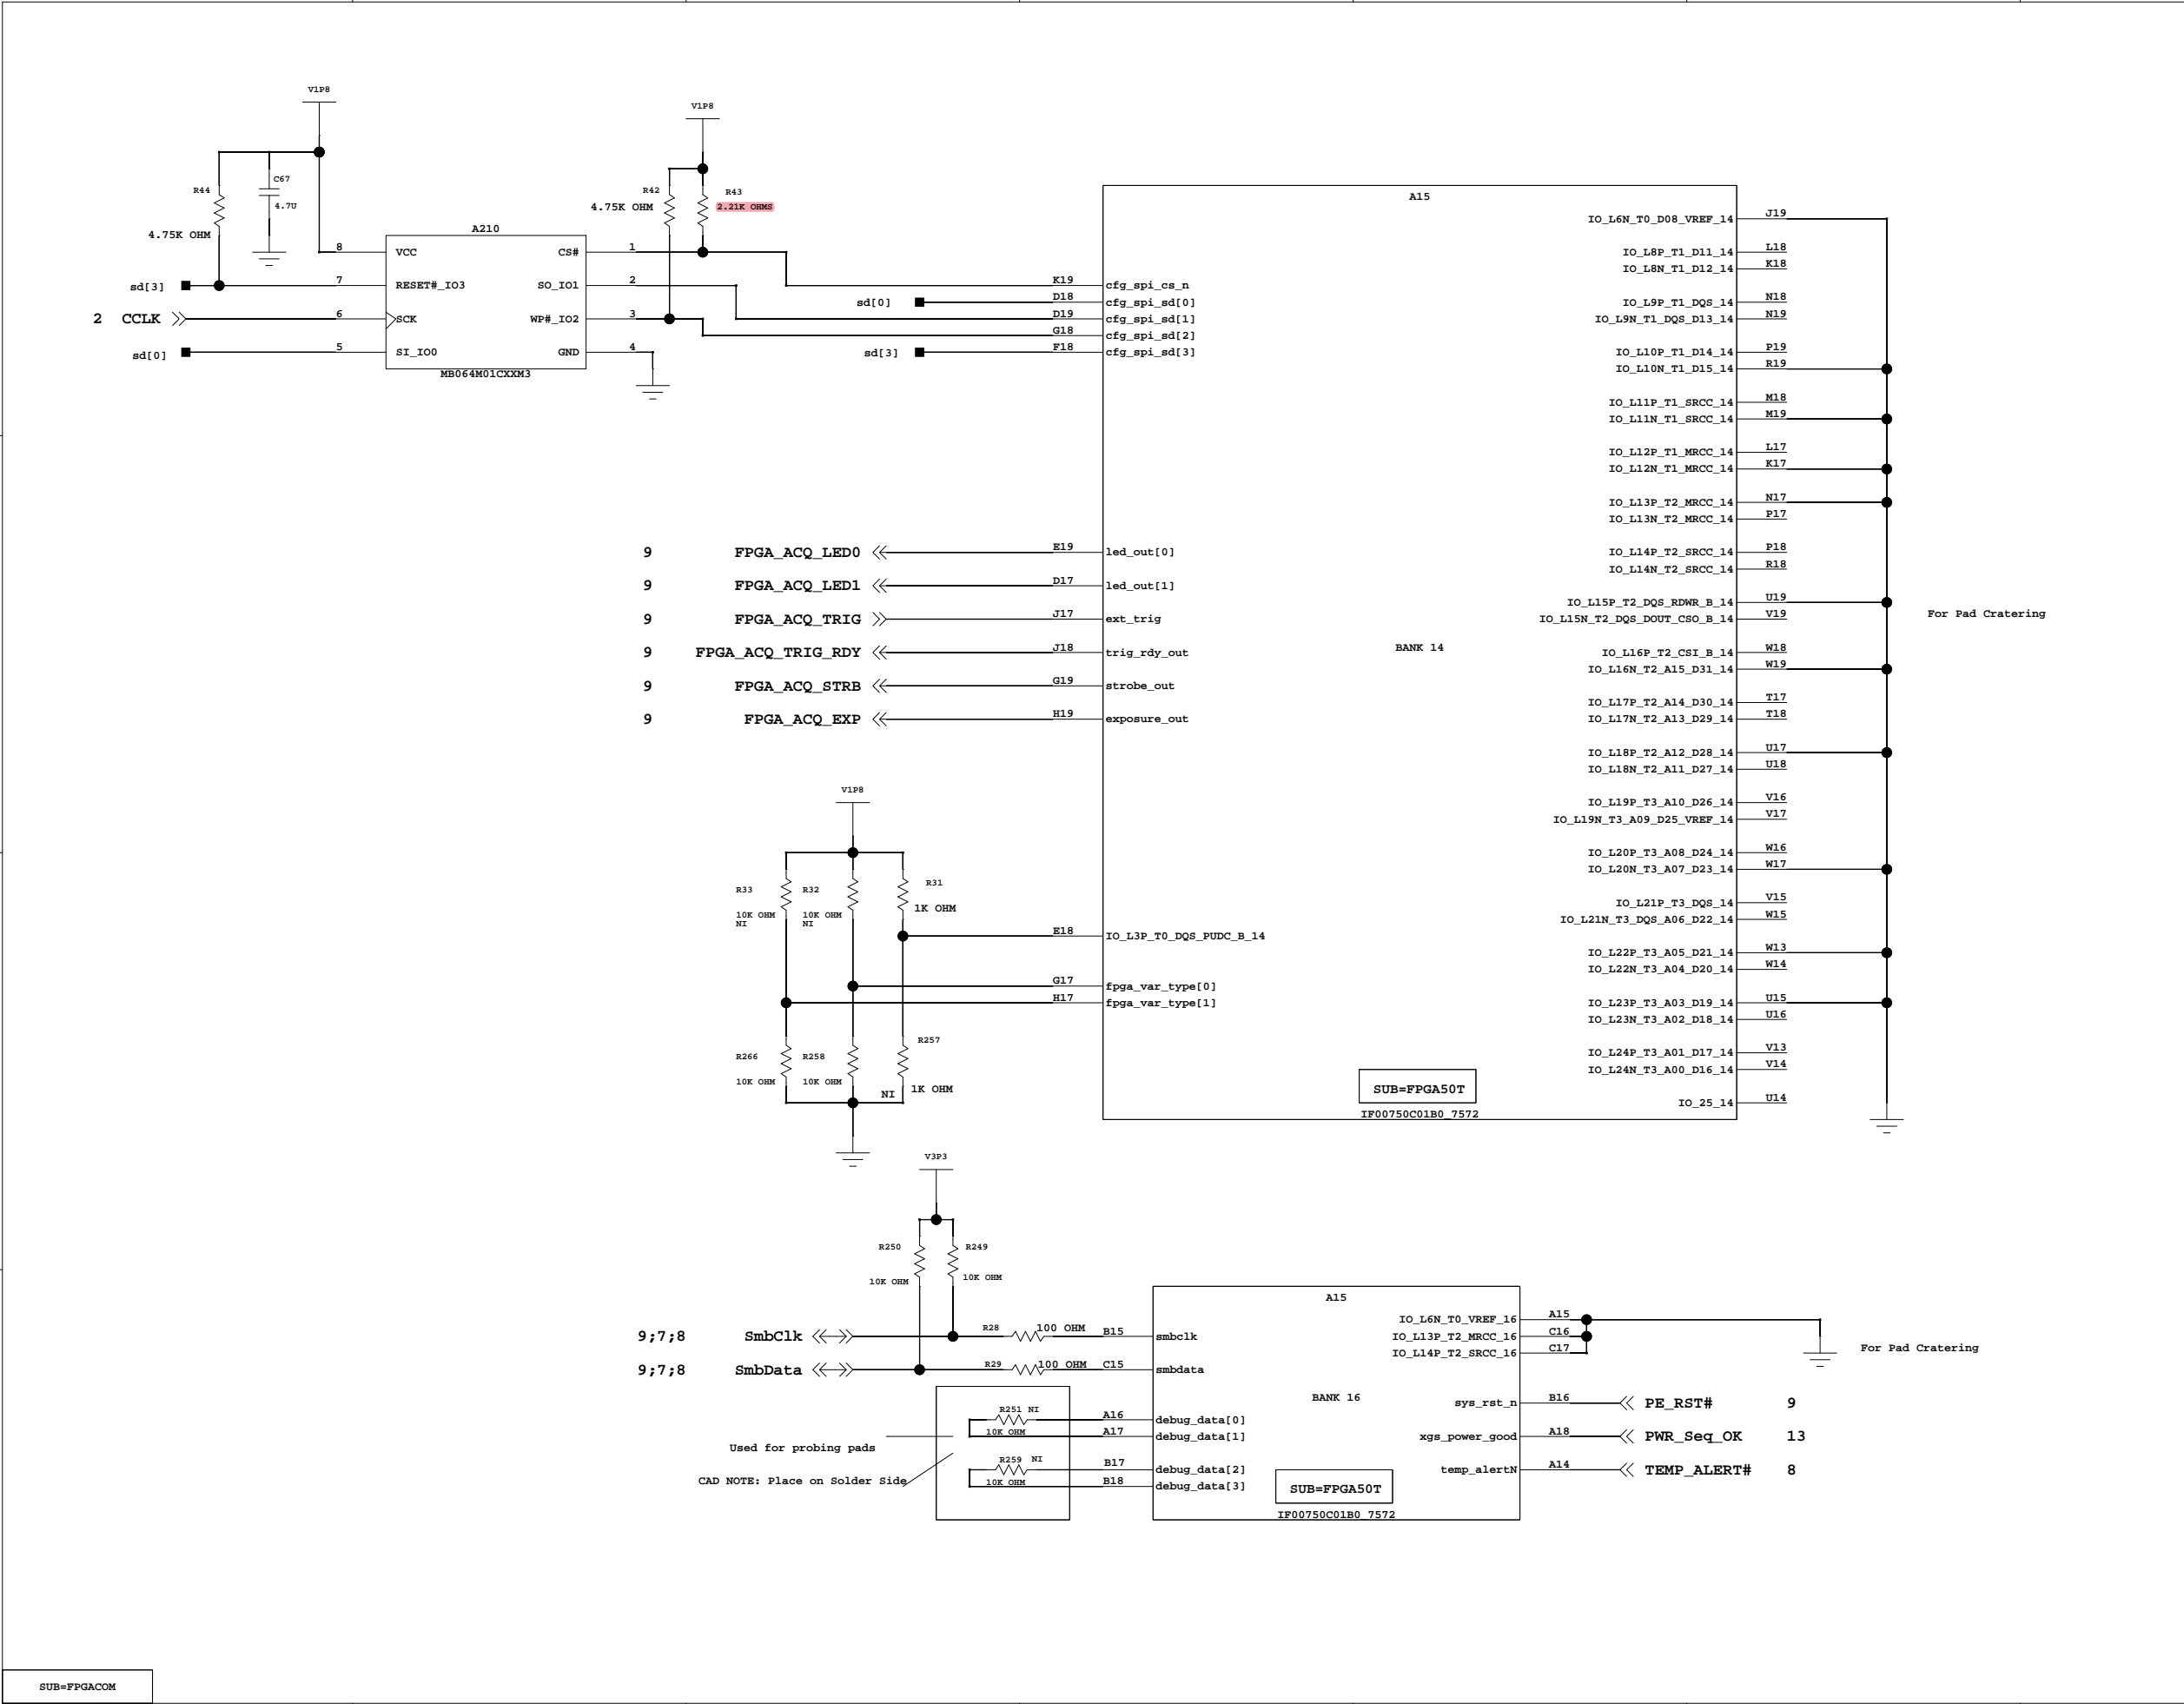 V1P8
V1P8
R44
4.75K OHM
C67
4.7U
R42
4.75K OHM
R43
2.21K OHMS
A210
8 VCC CS# 1
sd[3] 7 RESET#_IO3 SO_IO1 2
2 CCLK 6 SCK WP#_IO2 3
sd[0] 5 SI_IO0 GND 4
MB064M01CXXM3
A15
K19 cfg_spi_cs_n
sd[0] D18 cfg_spi_sd[0]
D19 cfg_spi_sd[1]
G18 cfg_spi_sd[2]
sd[3] F18 cfg_spi_sd[3]
9 FPGA_ACQ_LED0 E19 led_out[0]
9 FPGA_ACQ_LED1 D17 led_out[1]
9 FPGA_ACQ_TRIG J17 ext_trig
9 FPGA_ACQ_TRIG_RDY J18 trig_rdy_out
9 FPGA_ACQ_STRB G19 strobe_out
9 FPGA_ACQ_EXP H19 exposure_out
BANK 14
IO_L6N_T0_D08_VREF_14 J19
IO_L8P_T1_D11_14 L18
IO_L8N_T1_D12_14 K18
IO_L9P_T1_DQS_14 N18
IO_L9N_T1_DQS_D13_14 N19
IO_L10P_T1_D14_14 P19
IO_L10N_T1_D15_14 R19
IO_L11P_T1_SRCC_14 M18
IO_L11N_T1_SRCC_14 M19
IO_L12P_T1_MRCC_14 L17
IO_L12N_T1_MRCC_14 K17
IO_L13P_T2_MRCC_14 N17
IO_L13N_T2_MRCC_14 P17
IO_L14P_T2_SRCC_14 P18
IO_L14N_T2_SRCC_14 R18
IO_L15P_T2_DQS_RDWR_B_14 U19
IO_L15N_T2_DQS_DOUT_CSO_B_14 V19
IO_L16P_T2_CSI_B_14 W18
IO_L16N_T2_A15_D31_14 W19
IO_L17P_T2_A14_D30_14 T17
IO_L17N_T2_A13_D29_14 T18
IO_L18P_T2_A12_D28_14 U17
IO_L18N_T2_A11_D27_14 U18
IO_L19P_T3_A10_D26_14 V16
IO_L19N_T3_A09_D25_VREF_14 V17
IO_L20P_T3_A08_D24_14 W16
IO_L20N_T3_A07_D23_14 W17
IO_L21P_T3_DQS_14 V15
IO_L21N_T3_DQS_A06_D22_14 W15
IO_L22P_T3_A05_D21_14 W13
IO_L22N_T3_A04_D20_14 W14
IO_L23P_T3_A03_D19_14 U15
IO_L23N_T3_A02_D18_14 U16
IO_L24P_T3_A01_D17_14 V13
IO_L24N_T3_A00_D16_14 V14
IO_25_14 U14
For Pad Cratering
V1P8
R33
10K OHM
NI
R32
10K OHM
NI
R31
1K OHM
E18 IO_L3P_T0_DQS_PUDC_B_14
G17 fpga_var_type[0]
H17 fpga_var_type[1]
R266
10K OHM
R258
10K OHM
R257
1K OHM
NI
SUB=FPGA50T
IF00750C01B0_7572
V3P3
R250
10K OHM
R249
10K OHM
9;7;8 SmbClk R28 100 OHM B15 smbclk
9;7;8 SmbData R29 100 OHM C15 smbdata
A15
IO_L6N_T0_VREF_16 A15
IO_L13P_T2_MRCC_16 C16
IO_L14P_T2_SRCC_16 C17
For Pad Cratering
BANK 16
R251 NI
10K OHM
A16 debug_data[0]
A17 debug_data[1]
R259 NI
10K OHM
B17 debug_data[2]
B18 debug_data[3]
Used for probing pads
CAD NOTE: Place on Solder Side
sys_rst_n B16 PE_RST# 9
xgs_power_good A18 PWR_Seq_OK 13
temp_alertN A14 TEMP_ALERT# 8
SUB=FPGA50T
IF00750C01B0_7572
SUB=FPGACOM